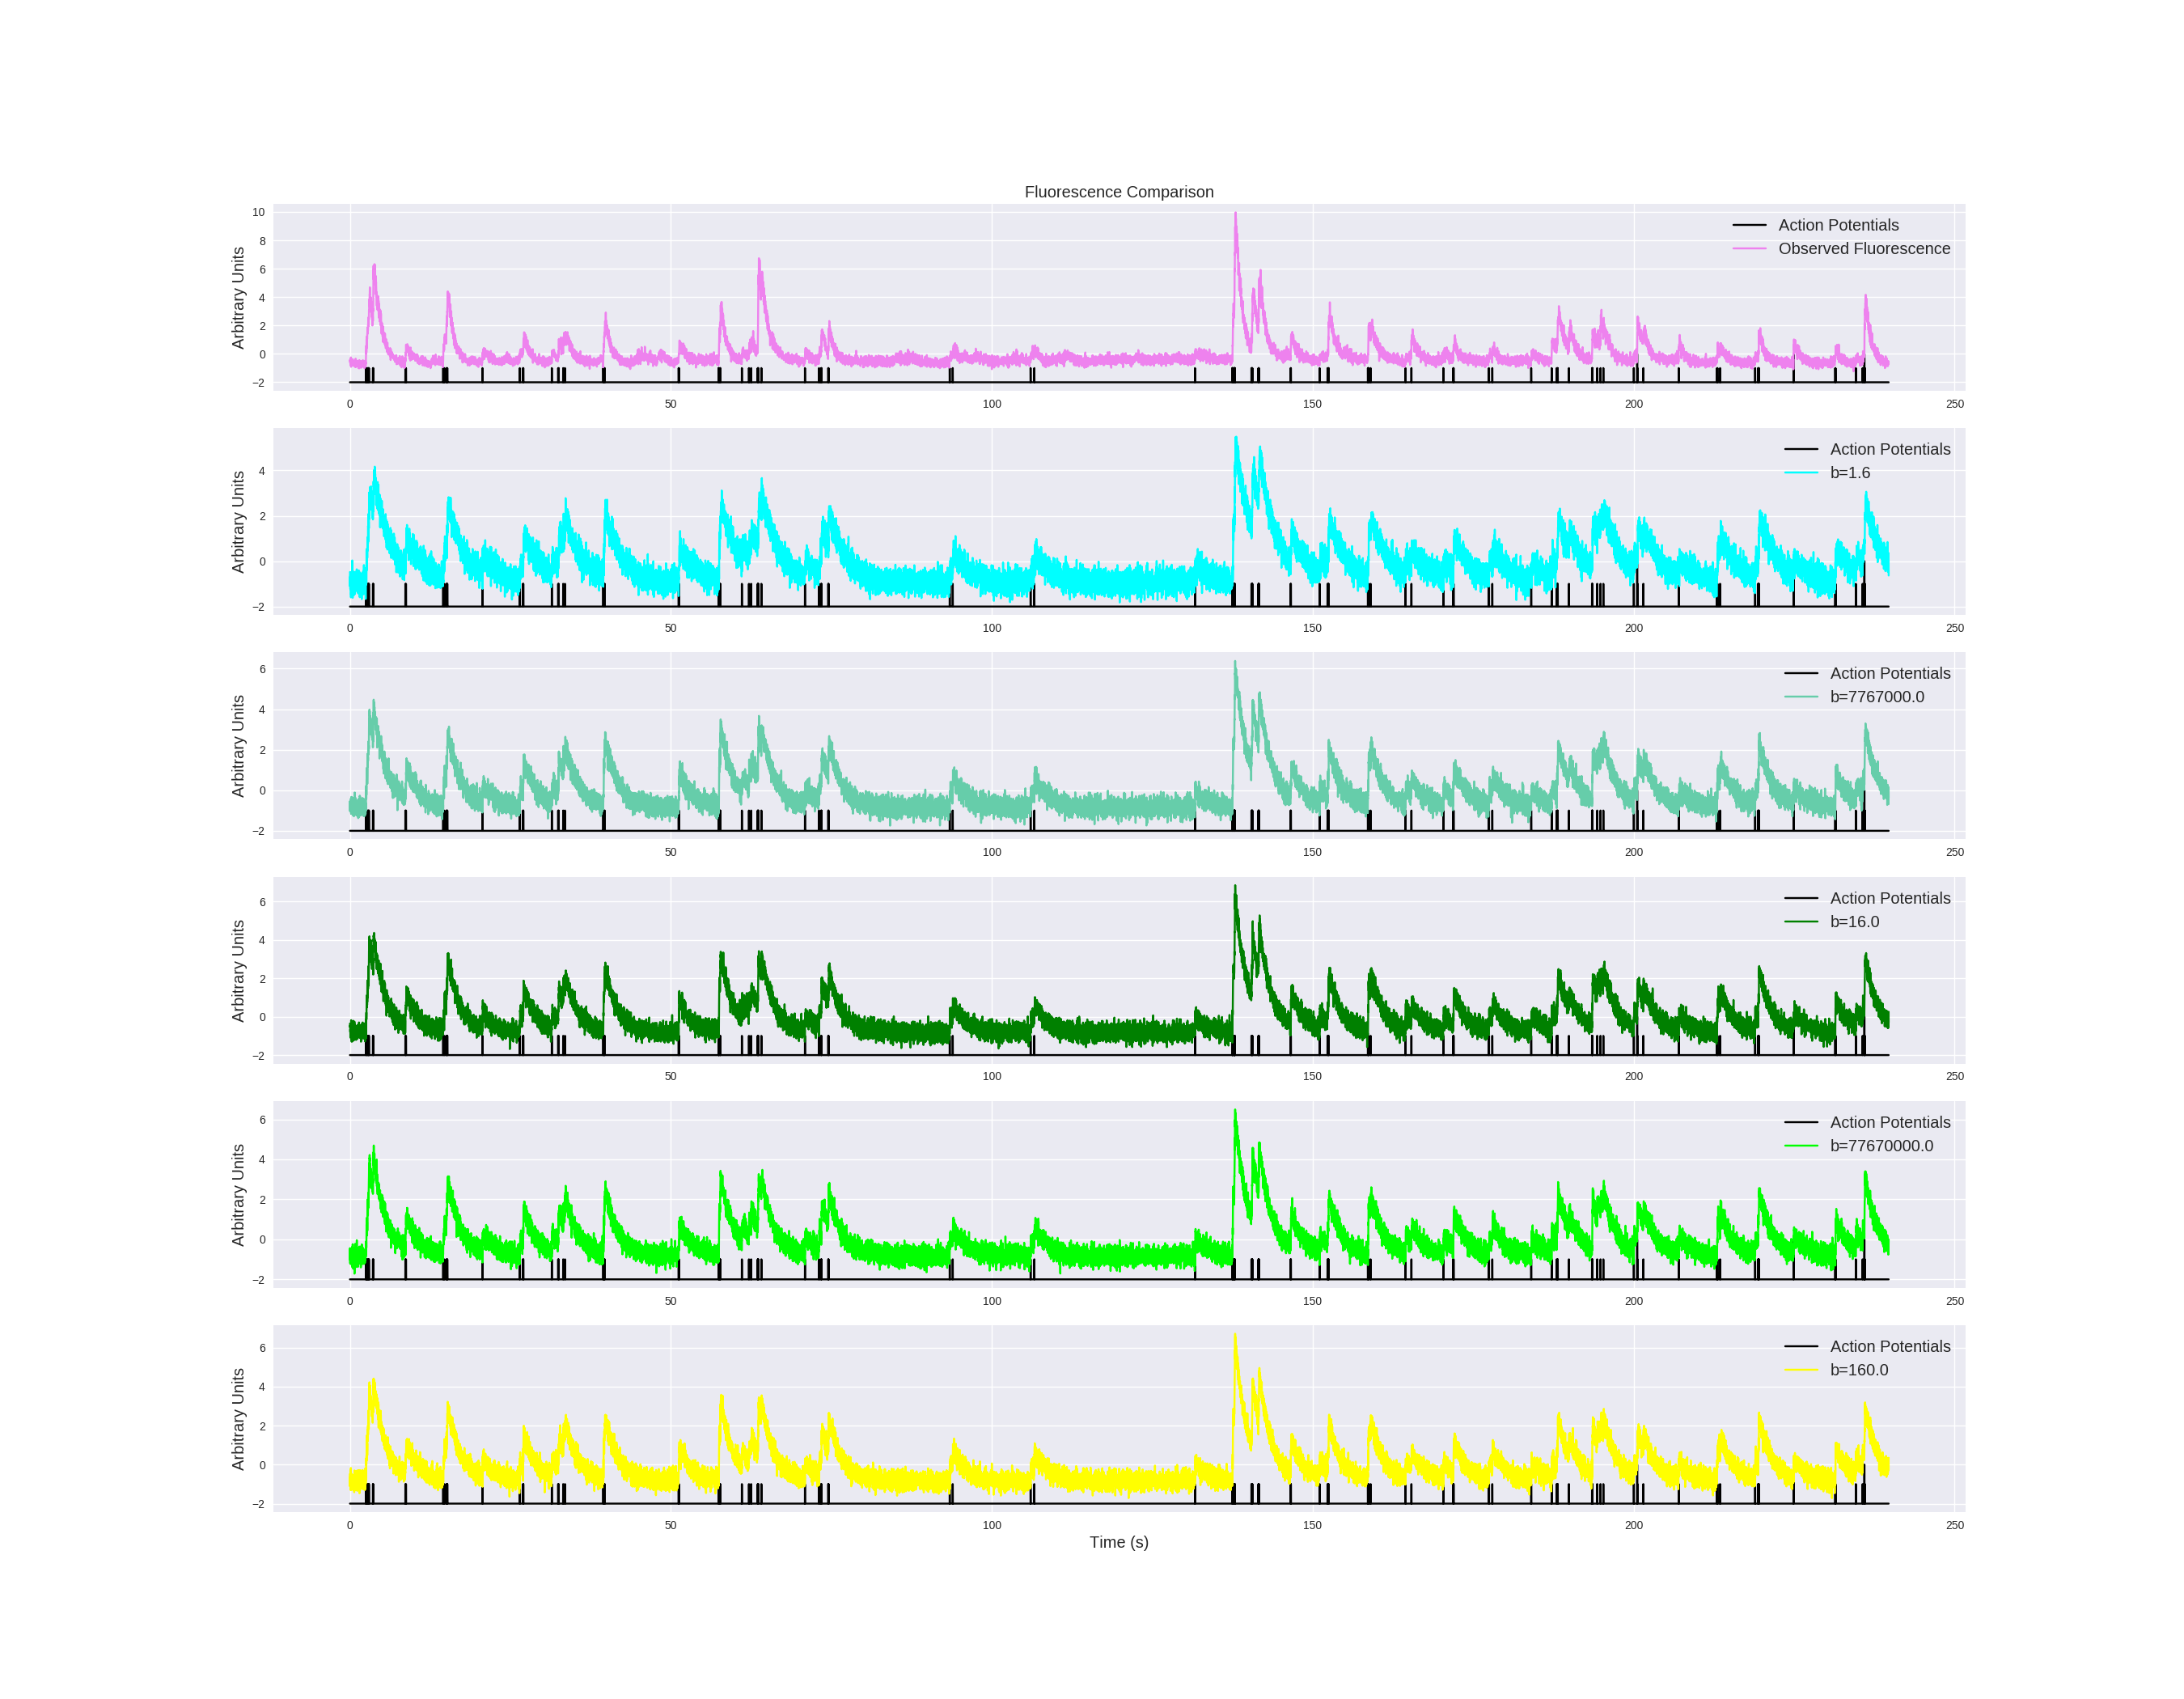 Fluorescence Comparison
10
8
6
4
2
0
−2
Arbitrary Units
Action Potentials
Observed Fluorescence
0 50 100 150 200 250
4
2
0
−2
Arbitrary Units
Action Potentials
b=1.6
0 50 100 150 200 250
6
4
2
0
−2
Arbitrary Units
Action Potentials
b=7767000.0
0 50 100 150 200 250
6
4
2
0
−2
Arbitrary Units
Action Potentials
b=16.0
0 50 100 150 200 250
6
4
2
0
−2
Arbitrary Units
Action Potentials
b=77670000.0
0 50 100 150 200 250
6
4
2
0
−2
Arbitrary Units
Action Potentials
b=160.0
0 50 100 150 200 250
Time (s)